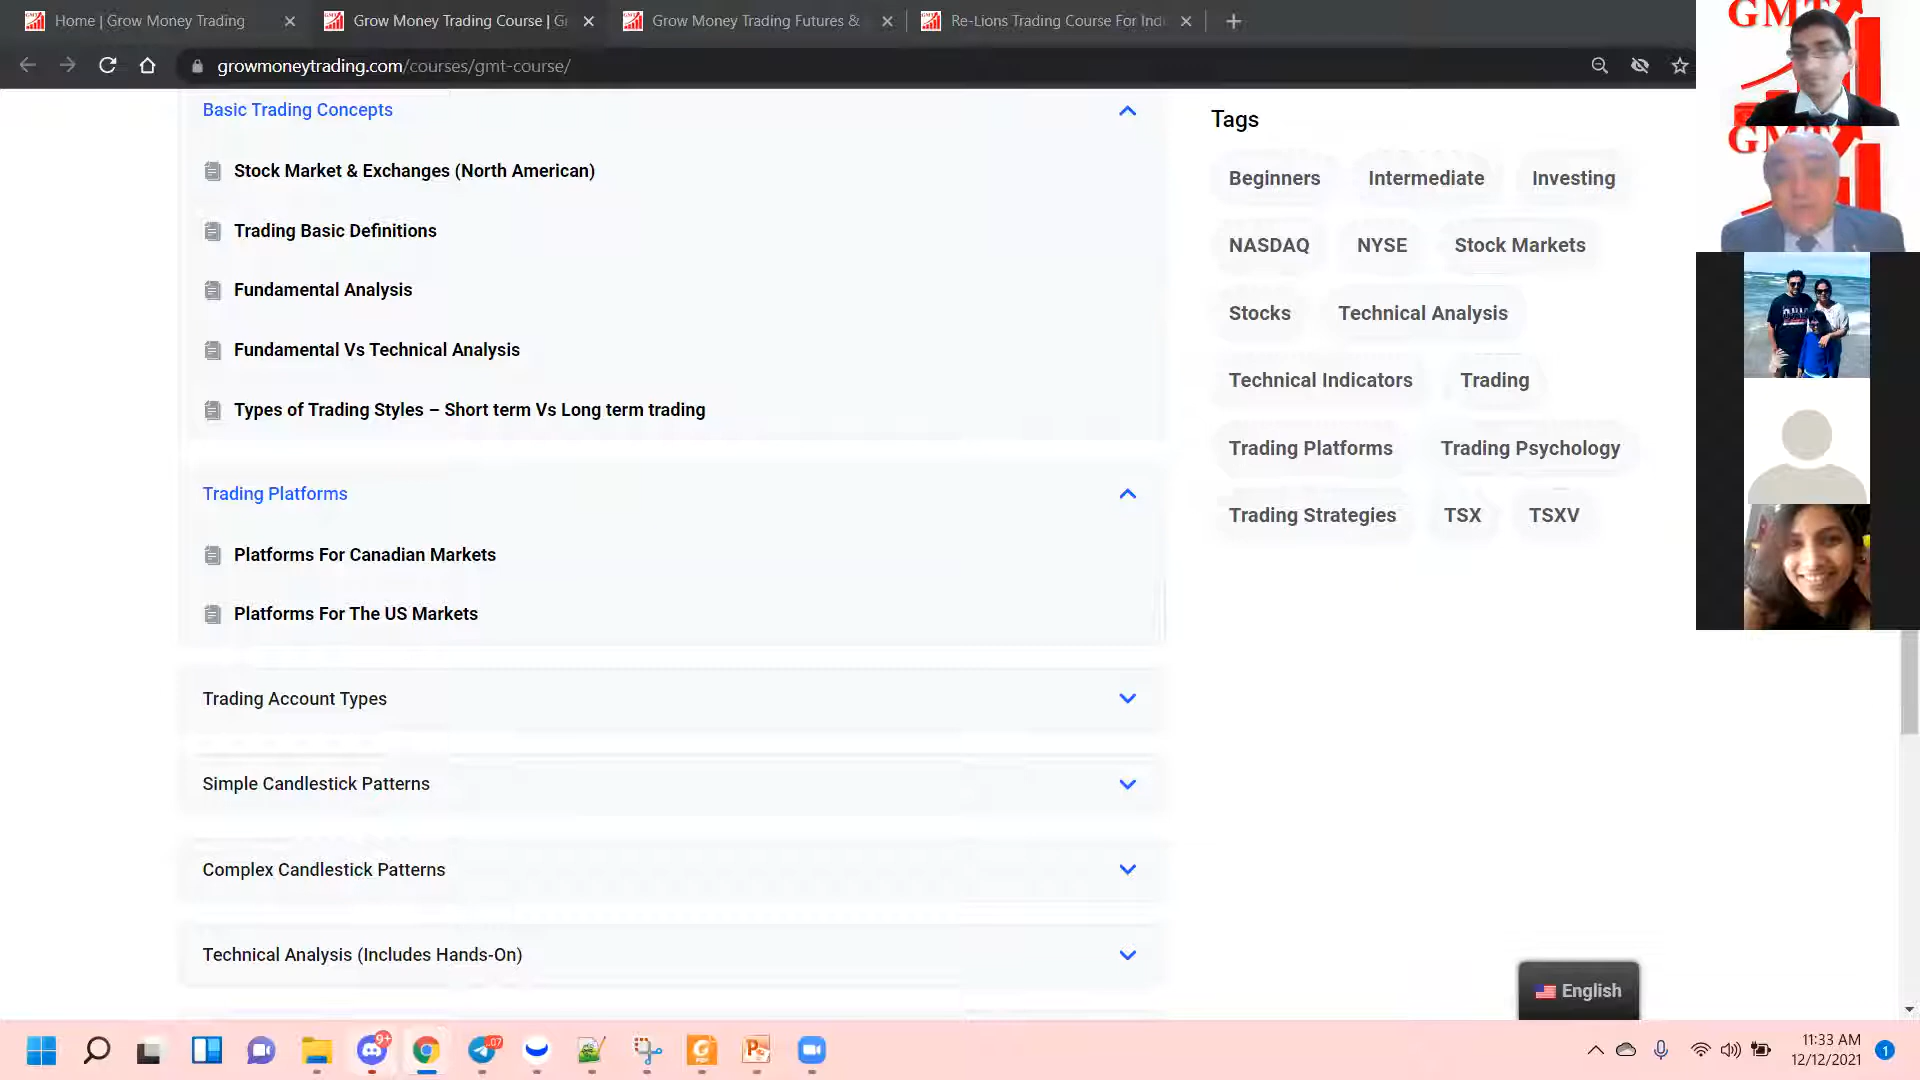 Home | Grow Money Trading
Grow Money Trading Course | Gr
Grow Money Trading Futures &
Re-Lions Trading Course For Indi
growmoneytrading.com/courses/gmt-course/
GMT
GMT
Basic Trading Concepts
Stock Market & Exchanges (North American)
Trading Basic Definitions
Fundamental Analysis
Fundamental Vs Technical Analysis
Types of Trading Styles – Short term Vs Long term trading
Trading Platforms
Platforms For Canadian Markets
Platforms For The US Markets
Trading Account Types
Simple Candlestick Patterns
Complex Candlestick Patterns
Technical Analysis (Includes Hands-On)
Tags
Beginners Intermediate Investing
NASDAQ NYSE Stock Markets
Stocks Technical Analysis
Technical Indicators Trading
Trading Platforms Trading Psychology
Trading Strategies TSX TSXV
English
9+
07
11:33 AM
12/12/2021
1